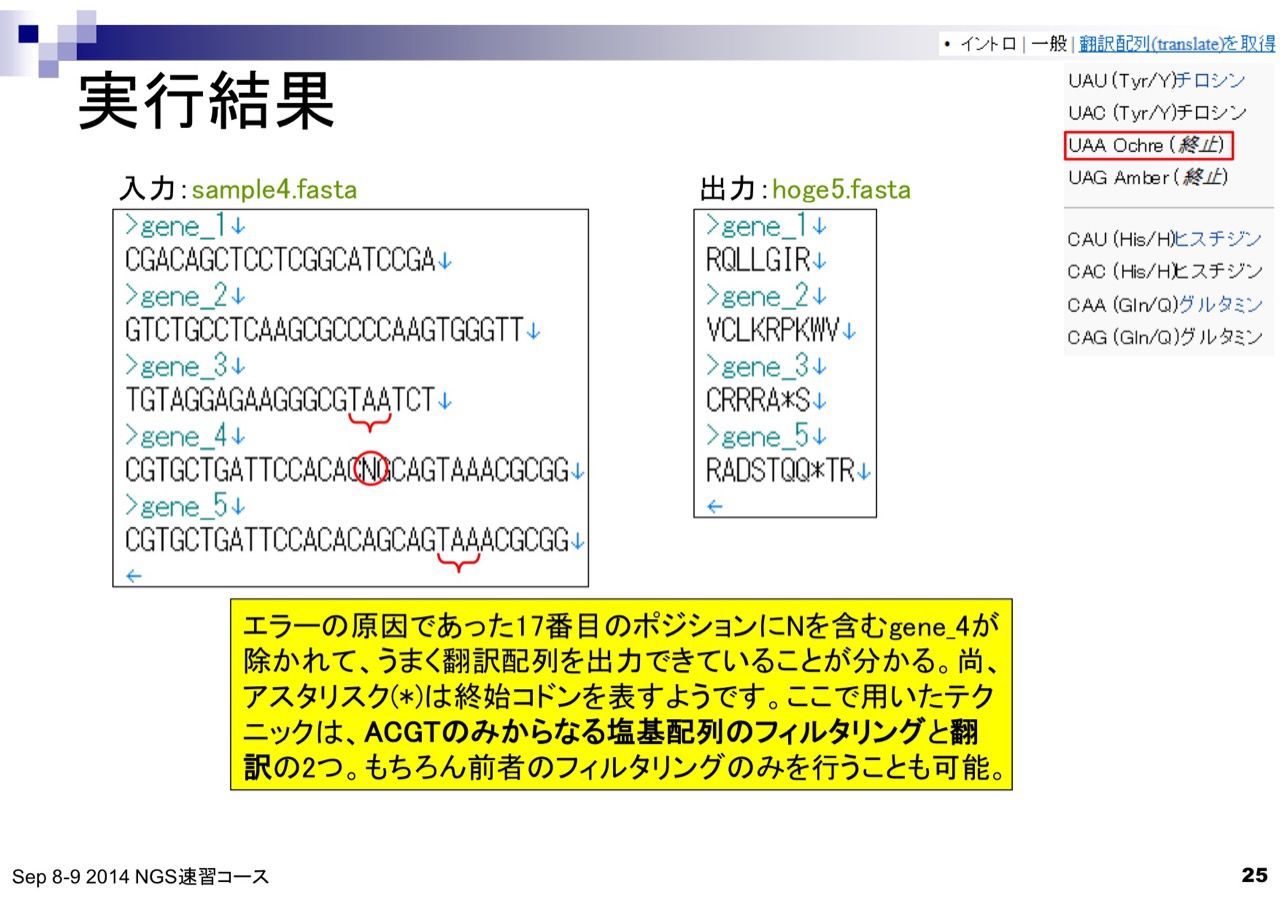 • イントロ | 一般 | 翻訳配列(translate)を取得
実行結果
UAU (Tyr/Y)チロシン
UAC (Tyr/Y)チロシン
UAA Ochre (終止)
UAG Amber (終止)
CAU (His/H)ヒスチジン
CAC (His/H)ヒスチジン
CAA (Gln/Q)グルタミン
CAG (Gln/Q)グルタミン
入力:sample4.fasta
>gene_1↓
CGACAGCTCCTCGGCATCCGA↓
>gene_2↓
GTCTGCCTCAAGCGCCCCAAGTGGGTT↓
>gene_3↓
TGTAGGAGAAGGGCGTAATCT↓
>gene_4↓
CGTGCTGATTCCACACNGCAGTAAACGCGG↓
>gene_5↓
CGTGCTGATTCCACACAGCAGTAAACGCGG↓
←
出力:hoge5.fasta
>gene_1↓
RQLLGIR↓
>gene_2↓
VCLKRPKWV↓
>gene_3↓
CRRRA*S↓
>gene_5↓
RADSTQQ*TR↓
←
エラーの原因であった17番目のポジションにNを含むgene_4が
除かれて、うまく翻訳配列を出力できていることが分かる。尚、
アスタリスク(*)は終始コドンを表すようです。ここで用いたテク
ニックは、ACGTのみからなる塩基配列のフィルタリングと翻
訳の2つ。もちろん前者のフィルタリングのみを行うことも可能。
Sep 8-9 2014 NGS速習コース
25